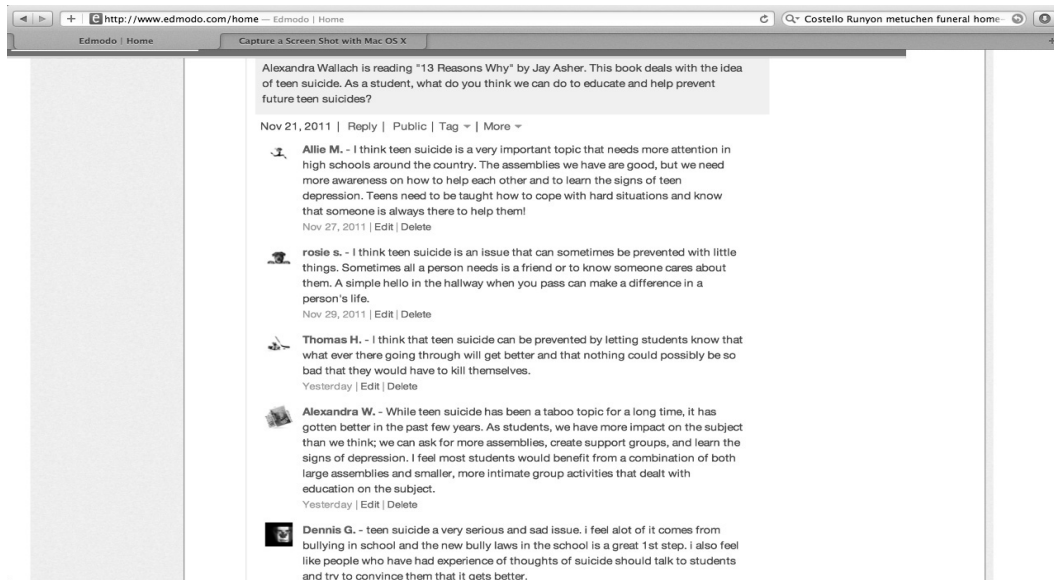 http://www.edmodo.com/home — Edmodo | Home
Costello Runyon metuchen funeral home
Edmodo | Home
Capture a Screen Shot with Mac OS X
Alexandra Wallach is reading "13 Reasons Why" by Jay Asher. This book deals with the idea
of teen suicide. As a student, what do you think we can do to educate and help prevent
future teen suicides?
Nov 21, 2011 | Reply | Public | Tag | More
Allie M. - I think teen suicide is a very important topic that needs more attention in
high schools around the country. The assemblies we have are good, but we need
more awareness on how to help each other and to learn the signs of teen
depression. Teens need to be taught how to cope with hard situations and know
that someone is always there to help them!
Nov 27, 2011 | Edit | Delete
rosie s. - I think teen suicide is an issue that can sometimes be prevented with little
things. Sometimes all a person needs is a friend or to know someone cares about
them. A simple hello in the hallway when you pass can make a difference in a
person's life.
Nov 29, 2011 | Edit | Delete
Thomas H. - I think that teen suicide can be prevented by letting students know that
what ever there going through will get better and that nothing could possibly be so
bad that they would have to kill themselves.
Yesterday | Edit | Delete
Alexandra W. - While teen suicide has been a taboo topic for a long time, it has
gotten better in the past few years. As students, we have more impact on the subject
than we think; we can ask for more assemblies, create support groups, and learn the
signs of depression. I feel most students would benefit from a combination of both
large assemblies and smaller, more intimate group activities that dealt with
education on the subject.
Yesterday | Edit | Delete
Dennis G. - teen suicide a very serious and sad issue. i feel alot of it comes from
bullying in school and the new bully laws in the school is a great 1st step. i also feel
like people who have had experience of thoughts of suicide should talk to students
and try to convince them that it gets better.